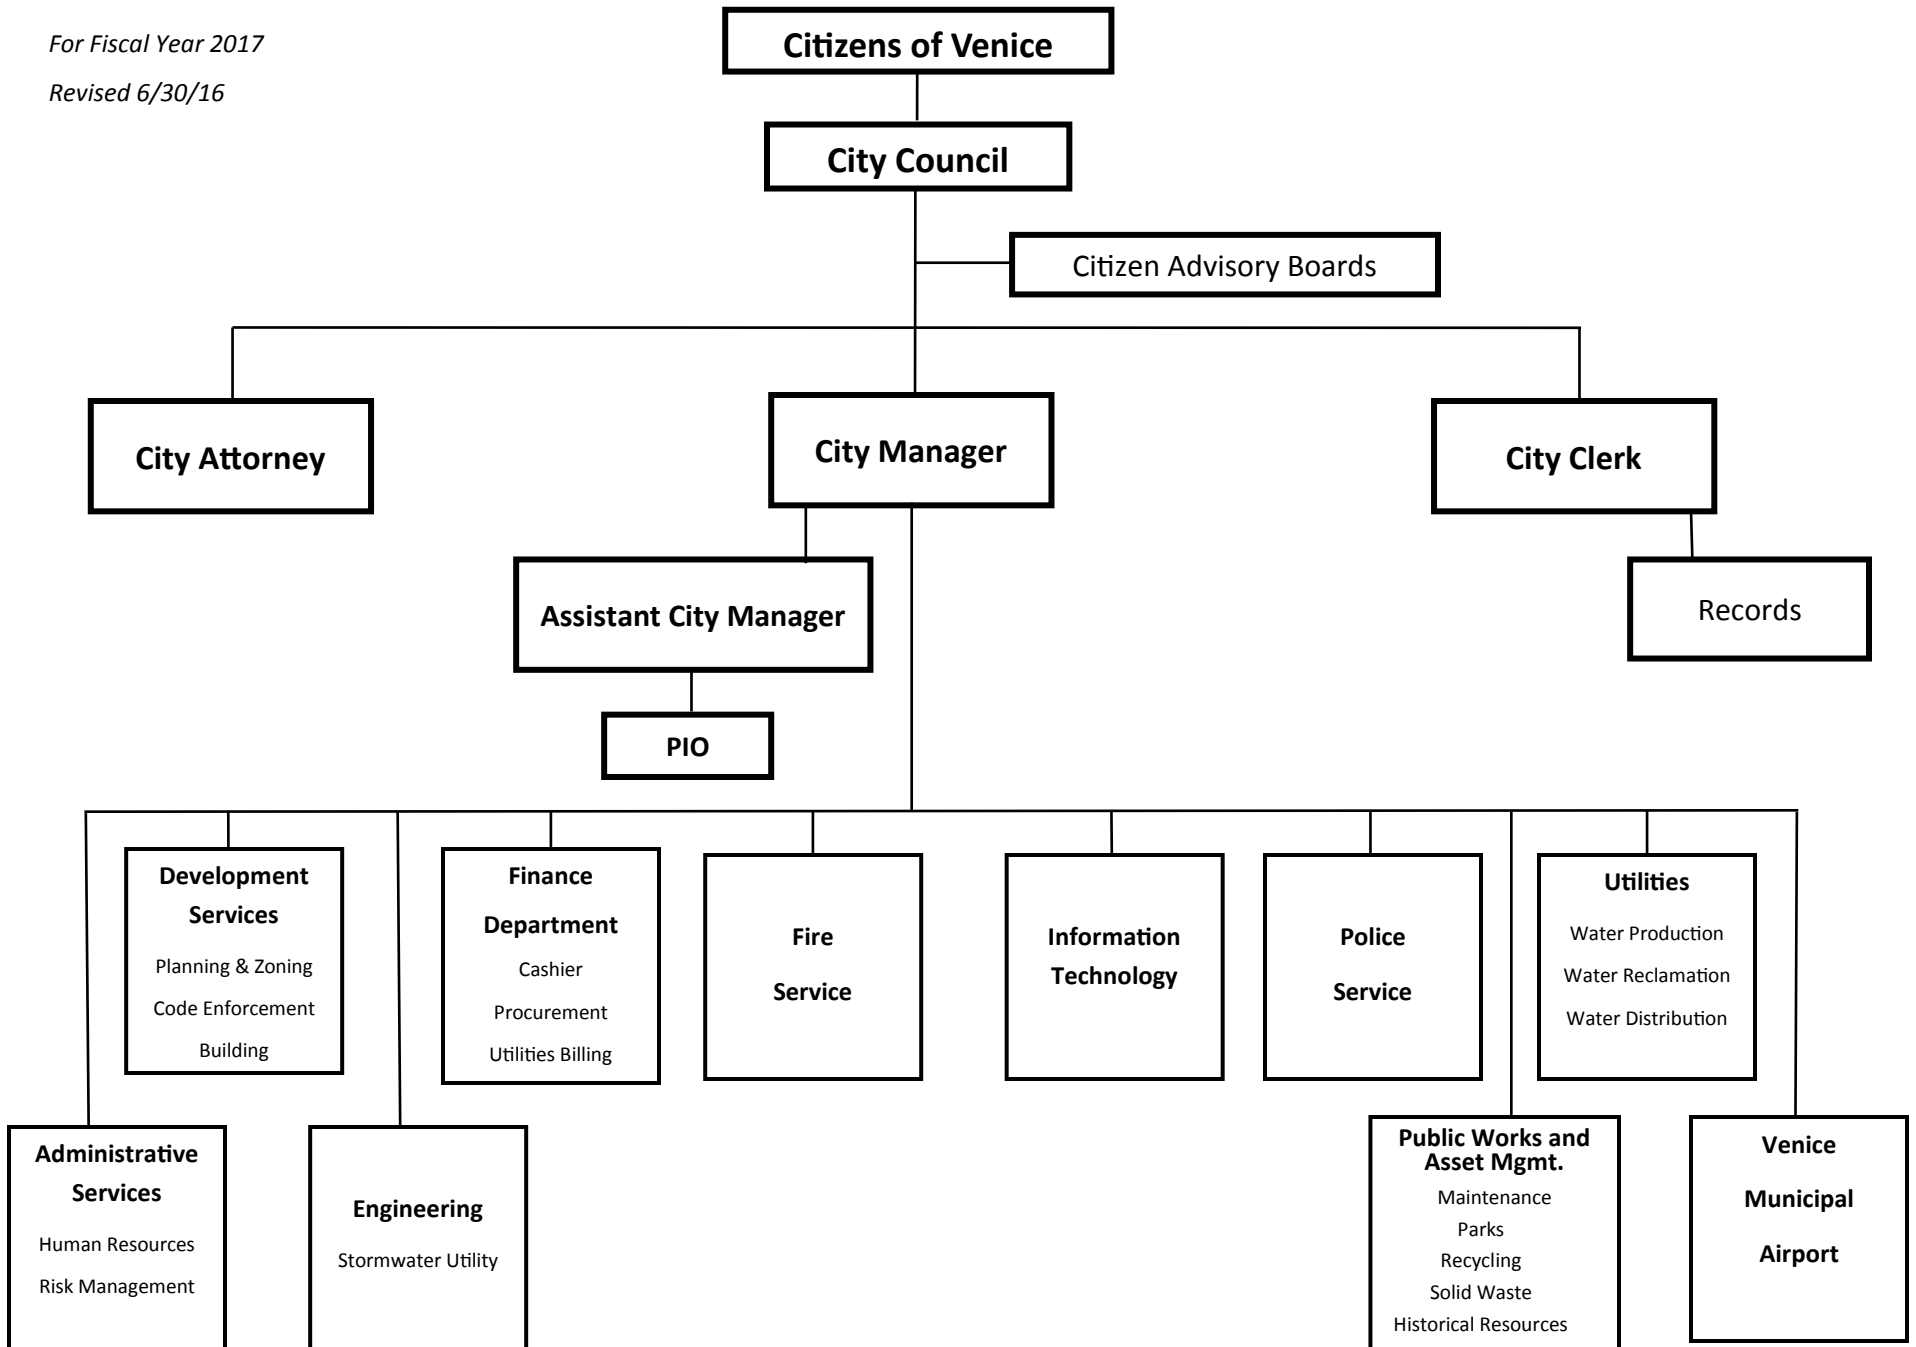 For Fiscal Year 2017
Revised 6/30/16
Citizens of Venice
City Council
Citizen Advisory Boards
City Attorney
City Manager
City Clerk
Assistant City Manager
Records
PIO
Development
Services
Planning & Zoning
Code Enforcement
Building
Finance
Department
Cashier
Procurement
Utilities Billing
Fire
Service
Information
Technology
Police
Service
Utilities
Water Production
Water Reclamation
Water Distribution
Administrative
Services
Human Resources
Risk Management
Engineering
Stormwater Utility
Public Works and
Asset Mgmt.
Maintenance
Parks
Recycling
Solid Waste
Historical Resources
Venice
Municipal
Airport